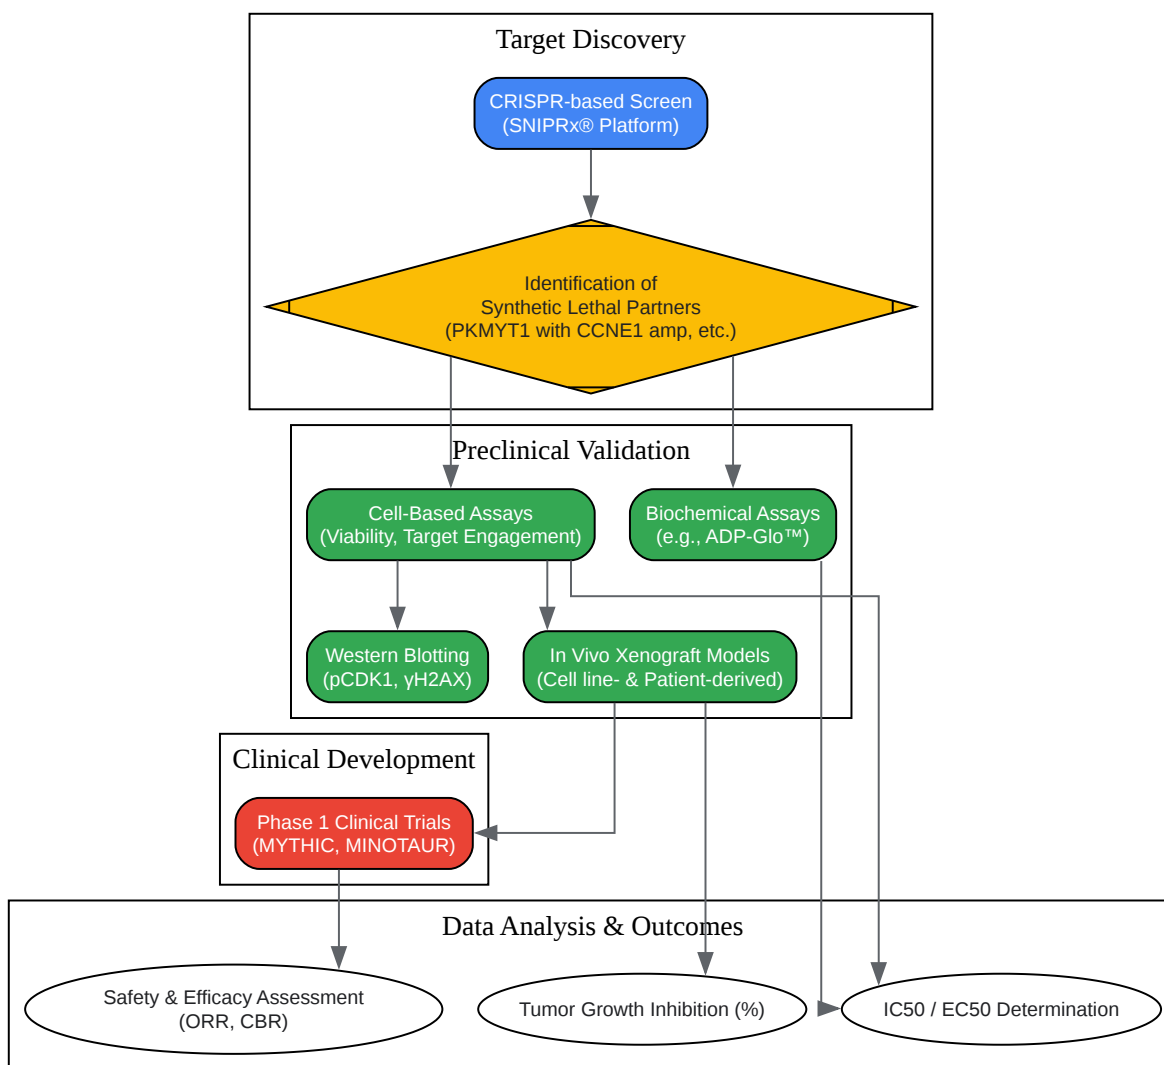 Target Discovery
CRISPR-based Screen
(SNIPRx® Platform)
Identification of
Synthetic Lethal Partners
(PKMYT1 with CCNE1 amp, etc.)
Preclinical Validation
Cell-Based Assays
(Viability, Target Engagement)
Biochemical Assays
(e.g., ADP-Glo™)
Western Blotting
(pCDK1, γH2AX)
In Vivo Xenograft Models
(Cell line- & Patient-derived)
Clinical Development
Phase 1 Clinical Trials
(MYTHIC, MINOTAUR)
Data Analysis & Outcomes
Safety & Efficacy Assessment
(ORR, CBR)
Tumor Growth Inhibition (%)
IC50 / EC50 Determination